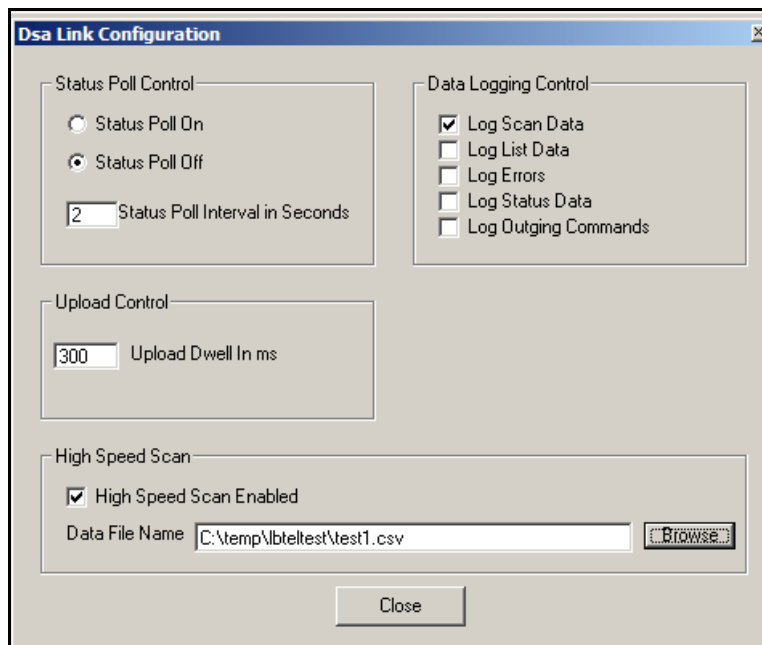 Dsa Link Configuration
Status Poll Control
Status Poll On
Status Poll Off
2 Status Poll Interval in Seconds
Data Logging Control
Log Scan Data
Log List Data
Log Errors
Log Status Data
Log Outging Commands
Upload Control
300 Upload Dwell In ms
High Speed Scan
High Speed Scan Enabled
Data File Name C:\temp\lbteltest\test1.csv Browse
Close